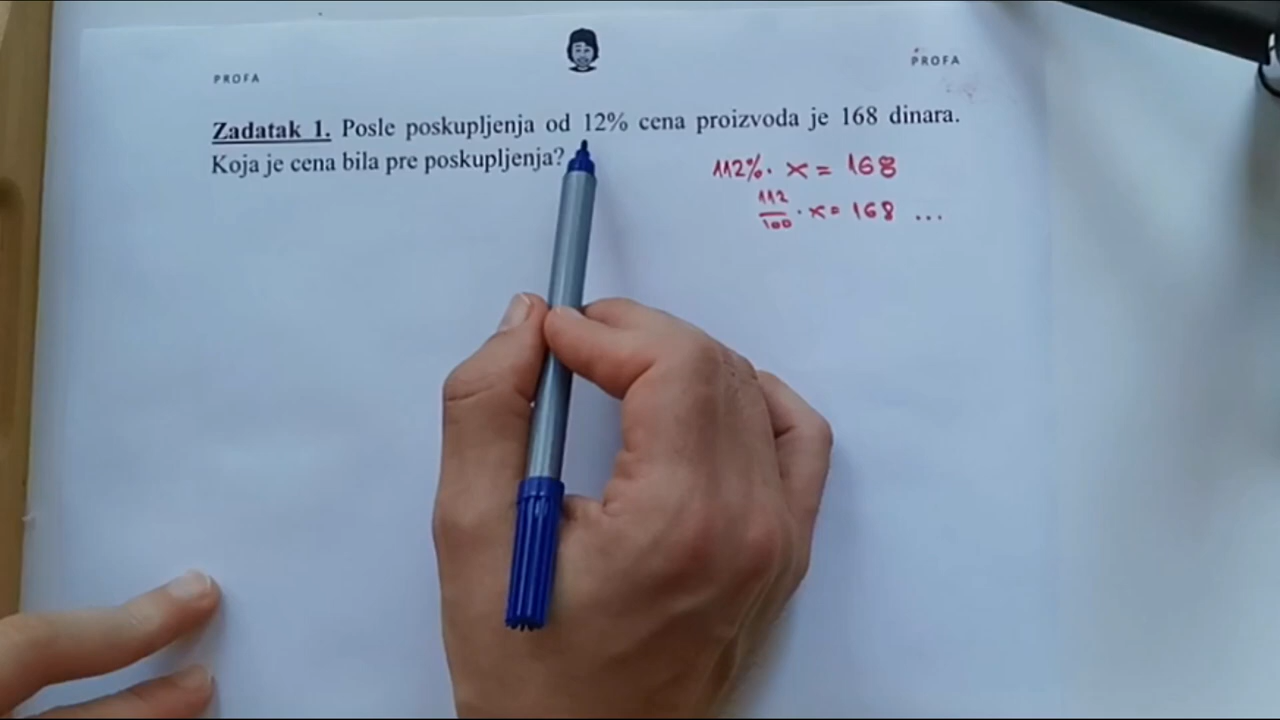 PROFA
PROFA
Zadatak 1. Posle poskupljenja od 12% cena proizvoda je 168 dinara.
Koja je cena bila pre poskupljenja?
112% · x = 168
112/100 · x = 168 ...